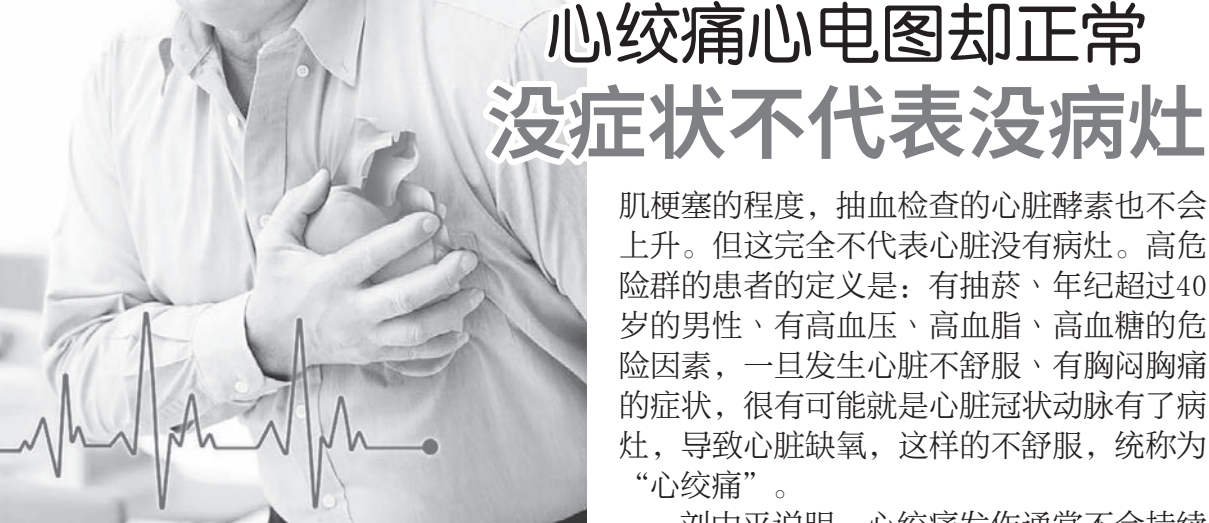 心绞痛心电图却正常
没症状不代表没病灶
肌梗塞的程度，抽血检查的心脏酵素也不会
上升。但这完全不代表心脏没有病灶。高危
险群的患者的定义是：有抽菸、年纪超过40
岁的男性、有高血压、高血脂、高血糖的危
险因素，一旦发生心脏不舒服、有胸闷胸痛
的症状，很有可能就是心脏冠状动脉有了病
灶，导致心脏缺氧，这样的不舒服，统称为
“心绞痛”。